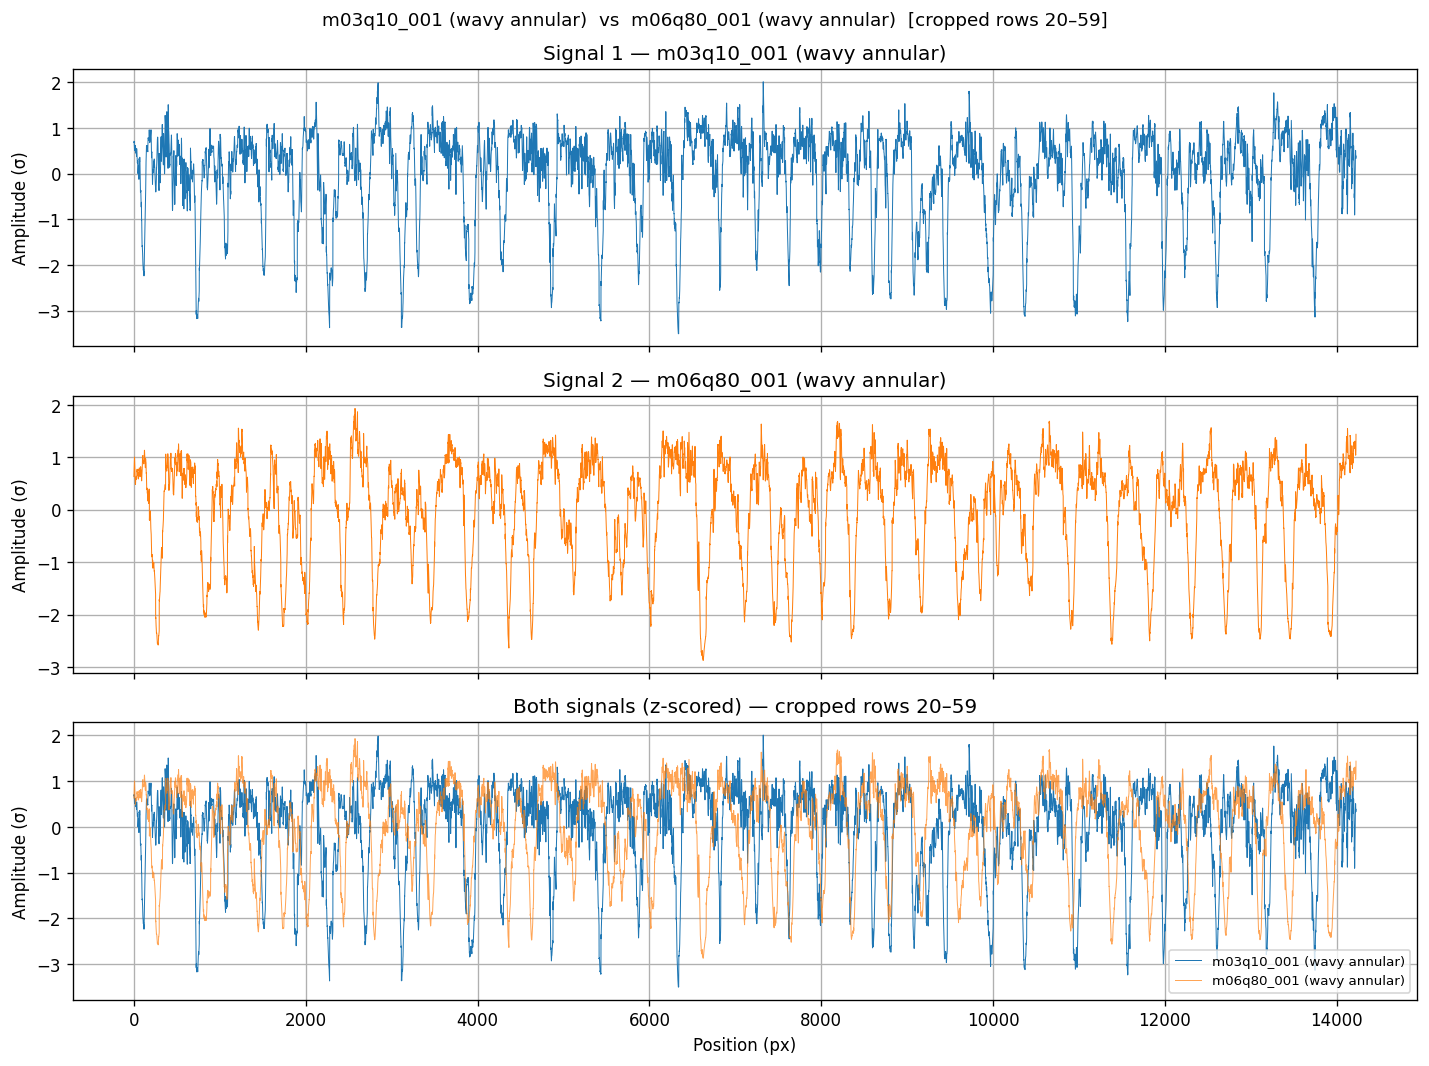 m03q10_001 (wavy annular)  vs  m06q80_001 (wavy annular)  [cropped rows 20–59]
Signal 1 — m03q10_001 (wavy annular)
Amplitude (σ)
2
1
0
−1
−2
−3
Signal 2 — m06q80_001 (wavy annular)
Amplitude (σ)
2
1
0
−1
−2
−3
Both signals (z-scored) — cropped rows 20–59
Amplitude (σ)
2
1
0
−1
−2
−3
m03q10_001 (wavy annular)
m06q80_001 (wavy annular)
0 2000 4000 6000 8000 10000 12000 14000
Position (px)